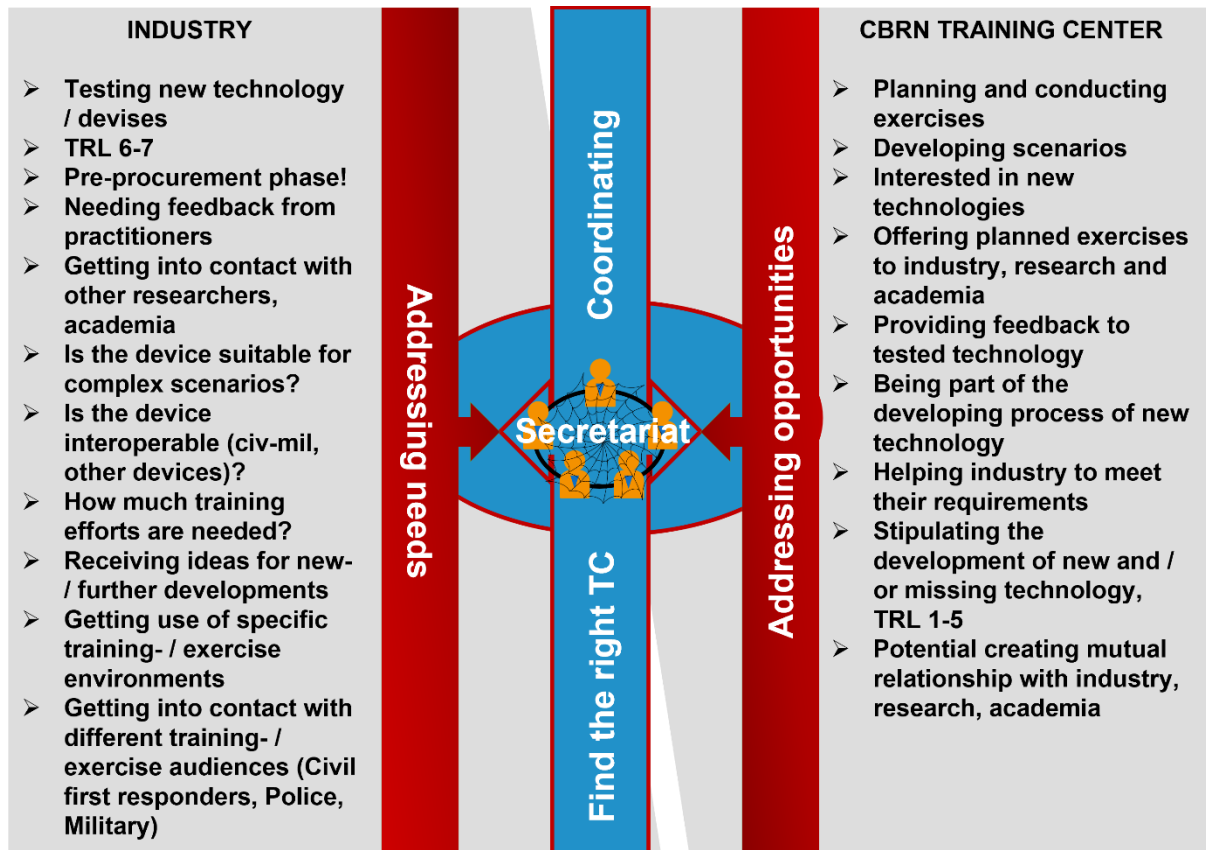 INDUSTRY
➢ Testing new technology
/ devises
➢ TRL 6-7
➢ Pre-procurement phase!
➢ Needing feedback from
practitioners
➢ Getting into contact with
other researchers,
academia
➢ Is the device suitable for
complex scenarios?
➢ Is the device
interoperable (civ-mil,
other devices)?
➢ How much training
efforts are needed?
➢ Receiving ideas for new-
/ further developments
➢ Getting use of specific
training- / exercise
environments
➢ Getting into contact with
different training- /
exercise audiences (Civil
first responders, Police,
Military)
Addressing needs
Coordinating
Secretariat
Find the right TC
Addressing opportunities
CBRN TRAINING CENTER
➢ Planning and conducting
exercises
➢ Developing scenarios
➢ Interested in new
technologies
➢ Offering planned exercises
to industry, research and
academia
➢ Providing feedback to
tested technology
➢ Being part of the
developing process of new
technology
➢ Helping industry to meet
their requirements
➢ Stipulating the
development of new and /
or missing technology,
TRL 1-5
➢ Potential creating mutual
relationship with industry,
research, academia